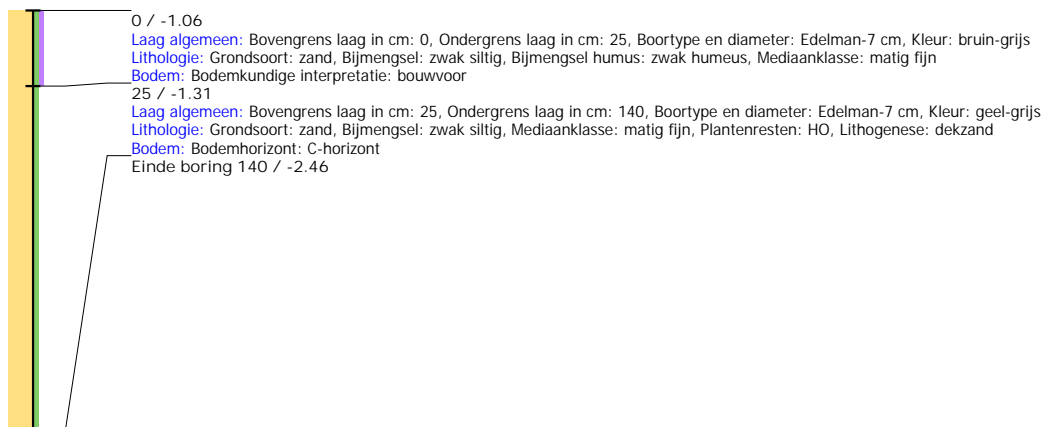 0 / -1.06
Laag algemeen: Bovengrens laag in cm: 0, Ondergrens laag in cm: 25, Boortype en diameter: Edelman-7 cm, Kleur: bruin-grijs
Lithologie: Grondsoort: zand, Bijmengsel: zwak siltig, Bijmengsel humus: zwak humeus, Mediaanklasse: matig fijn
Bodem: Bodemkundige interpretatie: bouwvoor
25 / -1.31
Laag algemeen: Bovengrens laag in cm: 25, Ondergrens laag in cm: 140, Boortype en diameter: Edelman-7 cm, Kleur: geel-grijs
Lithologie: Grondsoort: zand, Bijmengsel: zwak siltig, Mediaanklasse: matig fijn, Plantenresten: HO, Lithogenese: dekzand
Bodem: Bodemhorizont: C-horizont
Einde boring 140 / -2.46